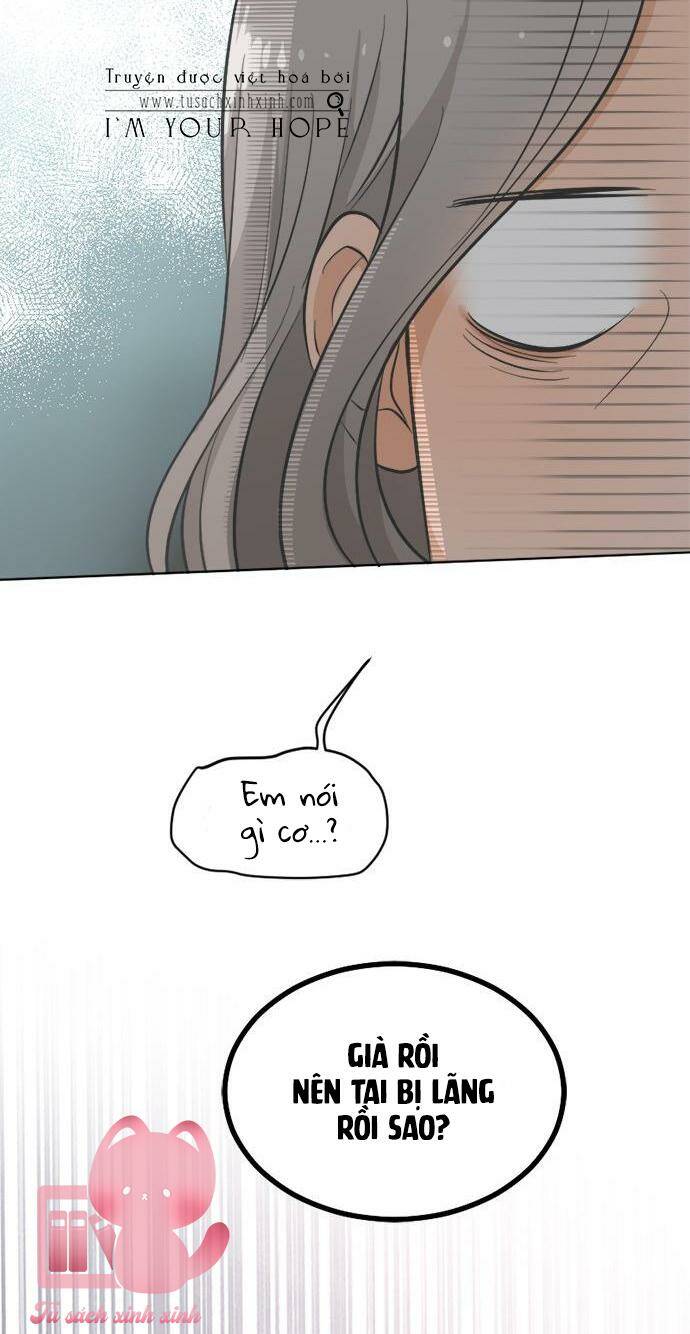 Truyện được việt hoá bởi
www.tusachxinhxinh.com
I'M YOUR HOPE
Em nói
gì cơ...?
GIÀ RỒI
NÊN TAI BỊ LÃNG
RỒI SAO?
Tủ sách xinh xinh